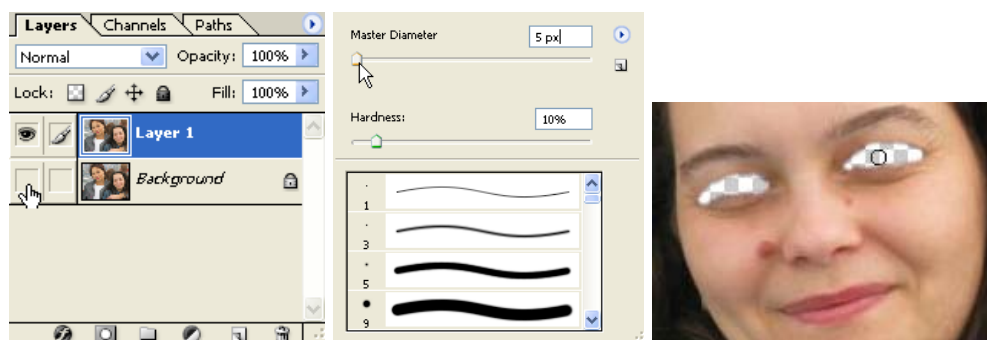 Layers Channels Paths
Normal Opacity: 100%
Lock: Fill: 100%
Layer 1
Background
Master Diameter 5 px
Hardness: 10%
1
3
5
9